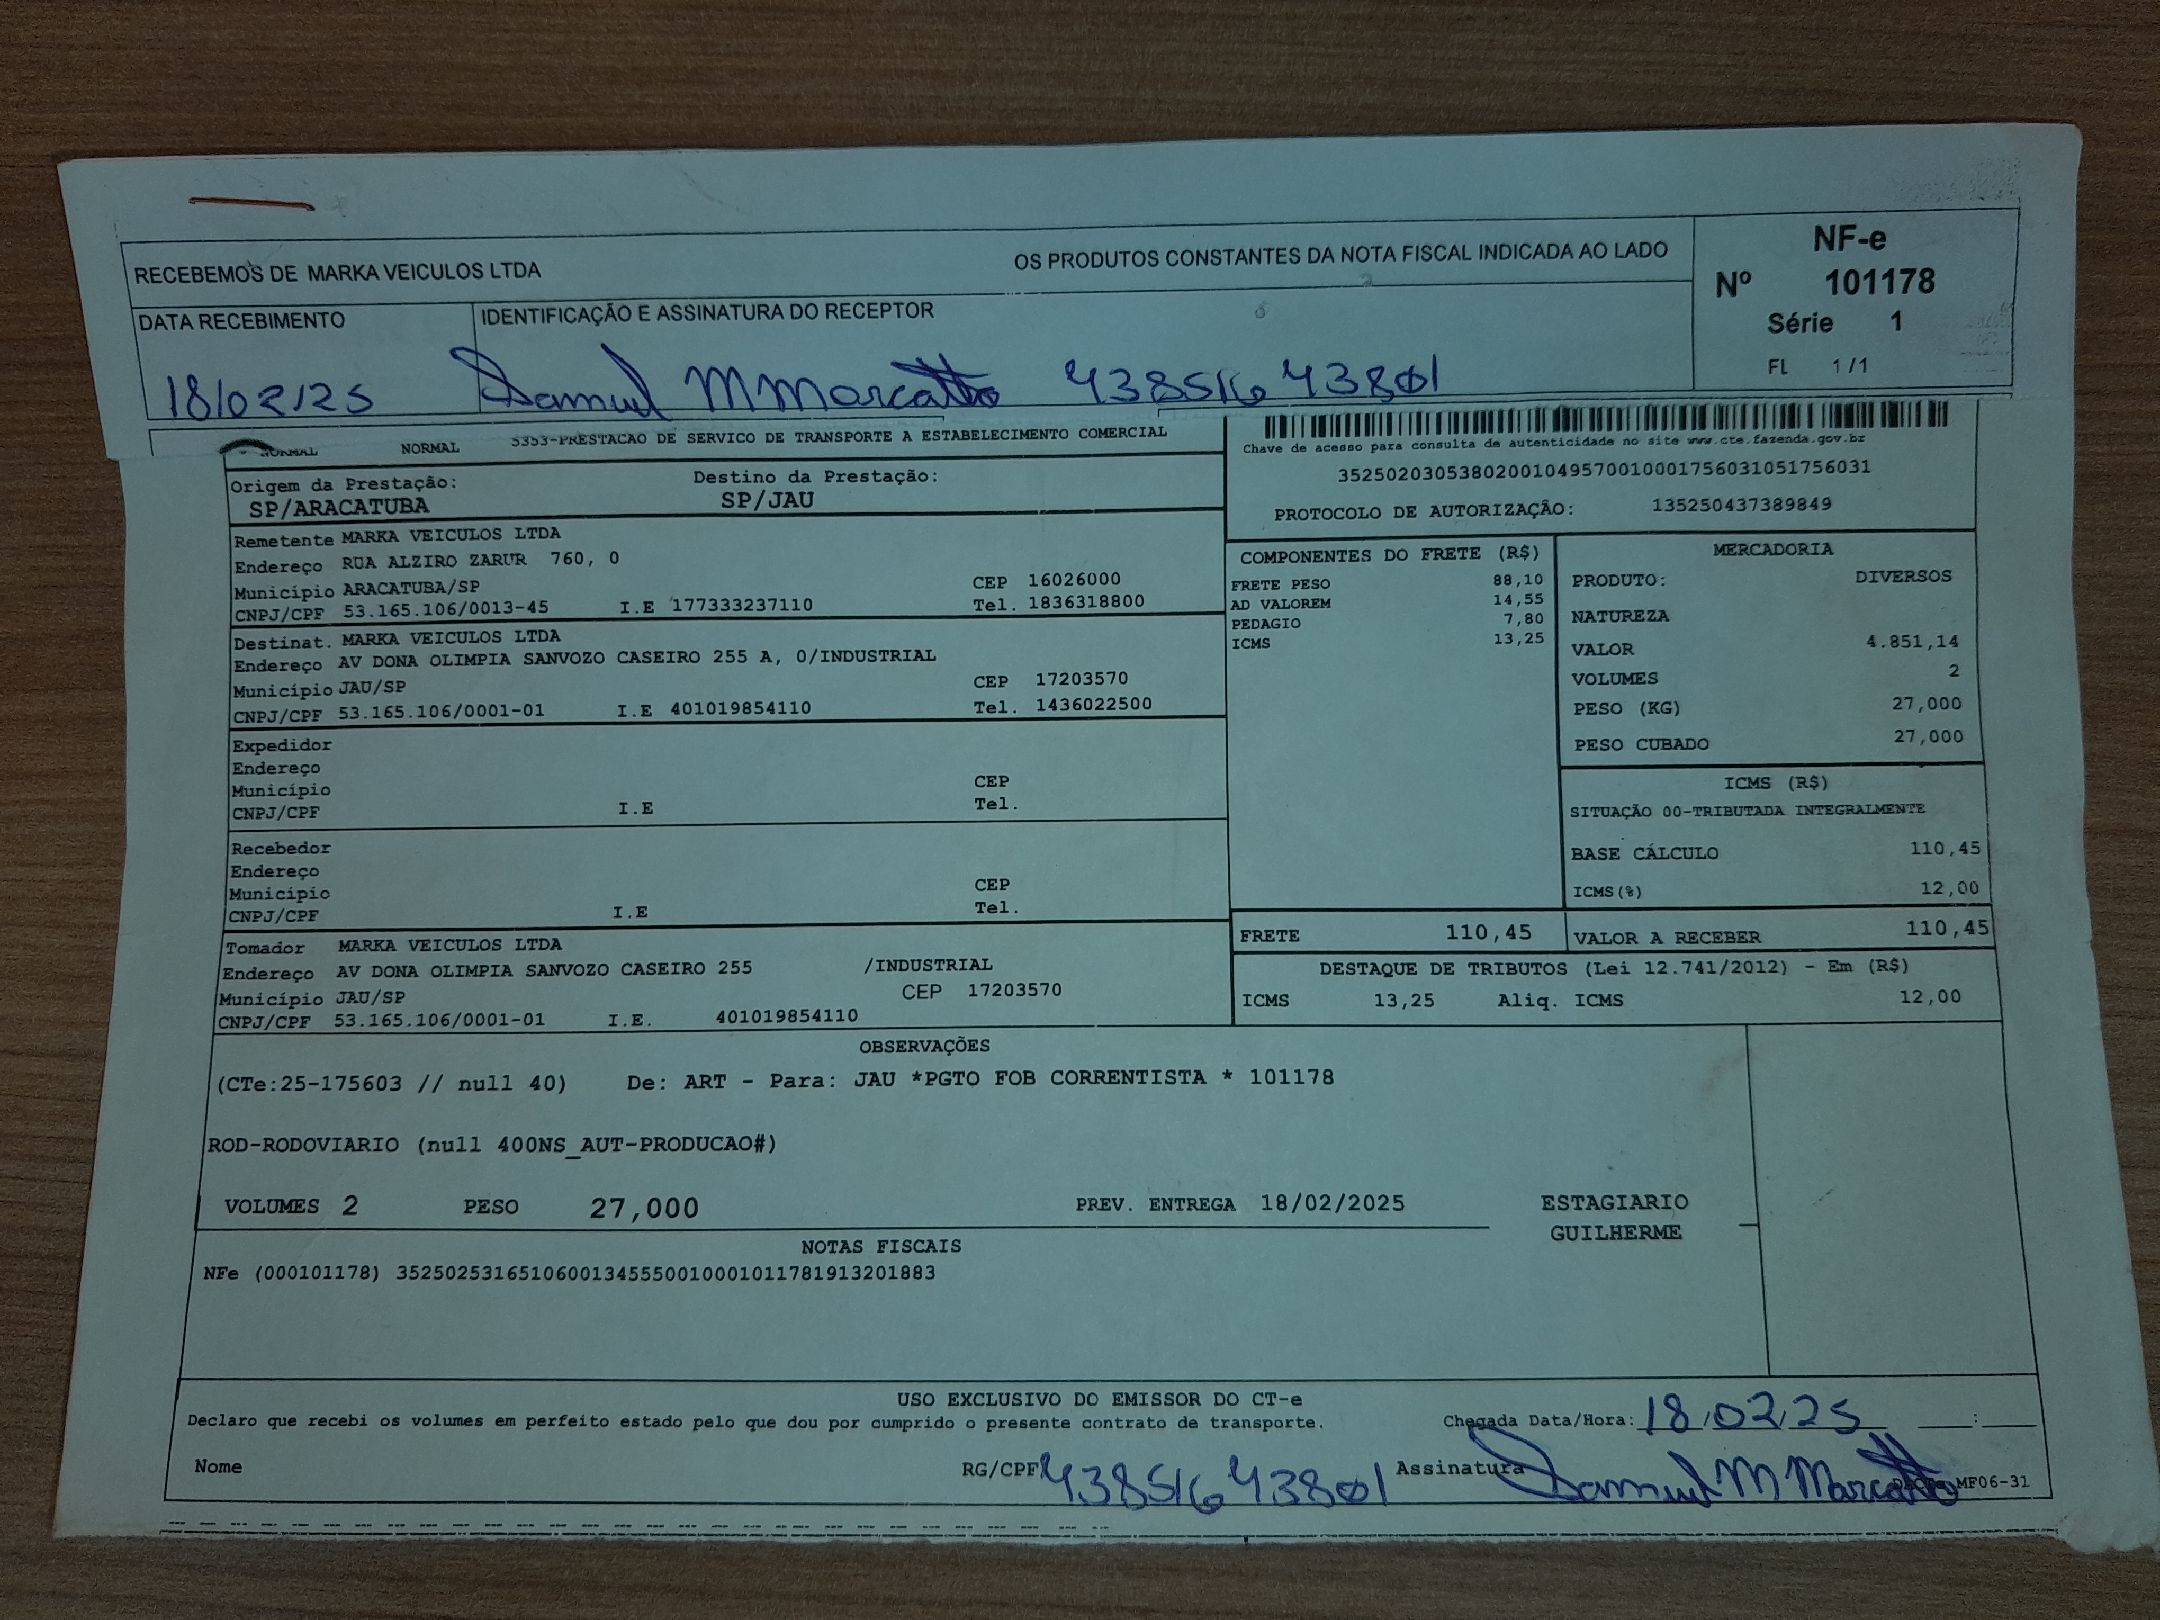 RECEBEMOS DE MARKA VEICULOS LTDA OS PRODUTOS CONSTANTES DA NOTA FISCAL INDICADA AO LADO
NF-e
Nº 101178
Série 1
FL 1/1
DATA RECEBIMENTO
IDENTIFICAÇÃO E ASSINATURA DO RECEPTOR
18/02/25 Samuel M Marcatto 43851643801
NORMAL NORMAL 5353-PRESTACAO DE SERVICO DE TRANSPORTE A ESTABELECIMENTO COMERCIAL
Chave de acesso para consulta de autenticidade no site www.cte.fazenda.gov.br
35250203053802001049570010001756031051756031
PROTOCOLO DE AUTORIZAÇÃO: 135250437389849
Origem da Prestação: Destino da Prestação:
SP/ARACATUBA SP/JAU
Remetente MARKA VEICULOS LTDA
Endereço RUA ALZIRO ZARUR 760, 0
Município ARACATUBA/SP CEP 16026000
CNPJ/CPF 53.165.106/0013-45 I.E 177333237110 Tel. 1836318800
Destinat. MARKA VEICULOS LTDA
Endereço AV DONA OLIMPIA SANVOZO CASEIRO 255 A, 0/INDUSTRIAL
Município JAU/SP CEP 17203570
CNPJ/CPF 53.165.106/0001-01 I.E 401019854110 Tel. 1436022500
Expedidor
Endereço
Município CEP
CNPJ/CPF I.E Tel.
Recebedor
Endereço
Município CEP
CNPJ/CPF I.E Tel.
Tomador MARKA VEICULOS LTDA
Endereço AV DONA OLIMPIA SANVOZO CASEIRO 255 /INDUSTRIAL
Município JAU/SP CEP 17203570
CNPJ/CPF 53.165.106/0001-01 I.E. 401019854110
COMPONENTES DO FRETE (R$)
FRETE PESO 88,10
AD VALOREM 14,55
PEDAGIO 7,80
ICMS 13,25
MERCADORIA
PRODUTO: DIVERSOS
NATUREZA
VALOR 4.851,14
VOLUMES 2
PESO (KG) 27,000
PESO CUBADO 27,000
ICMS (R$)
SITUAÇÃO 00-TRIBUTADA INTEGRALMENTE
BASE CÁLCULO 110,45
ICMS(%) 12,00
FRETE 110,45 VALOR A RECEBER 110,45
DESTAQUE DE TRIBUTOS (Lei 12.741/2012) - Em (R$)
ICMS 13,25 Aliq. ICMS 12,00
OBSERVAÇÕES
(CTe:25-175603 // null 40) De: ART - Para: JAU *PGTO FOB CORRENTISTA * 101178
ROD-RODOVIARIO (null 400NS_AUT-PRODUCAO#)
VOLUMES 2 PESO 27,000 PREV. ENTREGA 18/02/2025 ESTAGIARIO
GUILHERME
NOTAS FISCAIS
NFe (000101178) 35250253165106001345550010001011781913201883
USO EXCLUSIVO DO EMISSOR DO CT-e
Declaro que recebi os volumes em perfeito estado pelo que dou por cumprido o presente contrato de transporte. Chegada Data/Hora: 18/02/25 :
Nome RG/CPF 43851643801 Assinatura Samuel M Marcatto MF06-31